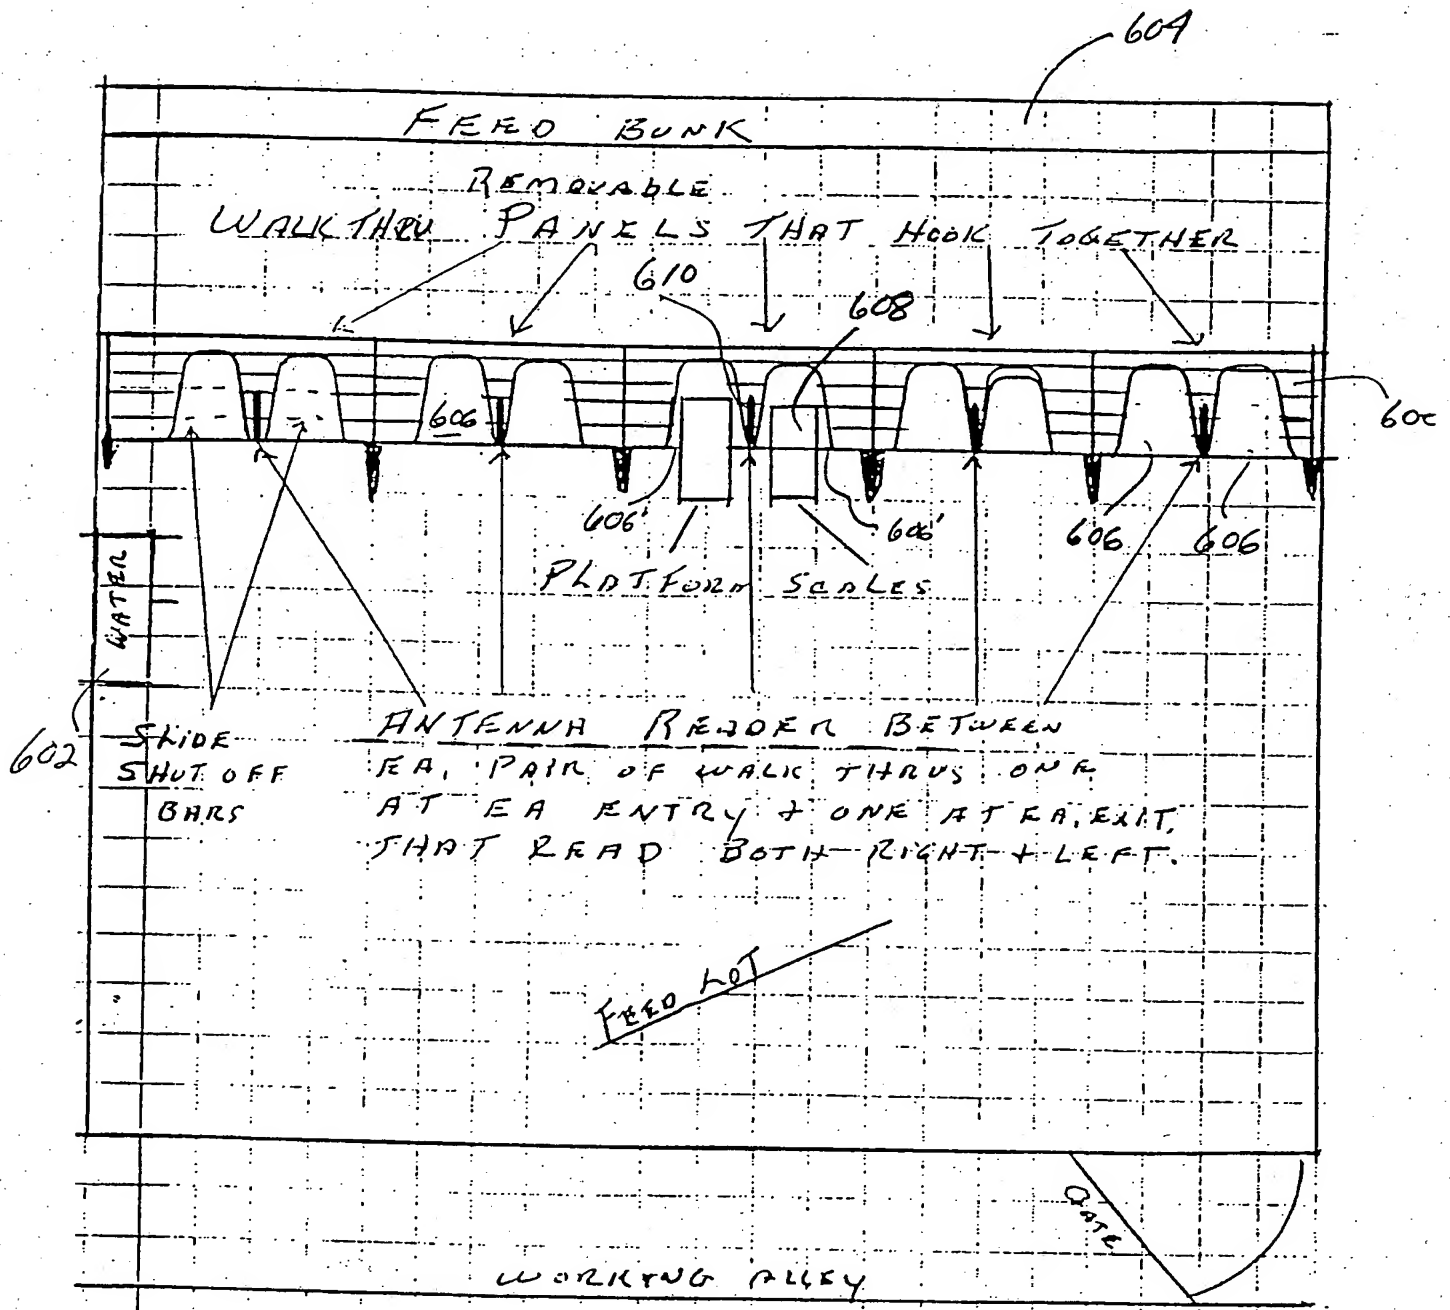 604
FEED BUNK
REMOVABLE
WALK THRU PANELS THAT HOOK TOGETHER
610
608
606
606'
606'
606
606
PLATFORM SCALES
WATER
602
SLIDE
SHUT OFF
BARS
ANTENNA READER BETWEEN
EA. PAIR OF WALK THRUS ONE
AT EA ENTRY + ONE AT EA. EXIT.
THAT READ BOTH RIGHT + LEFT.
FEED LOT
GATE
WORKING ALLEY